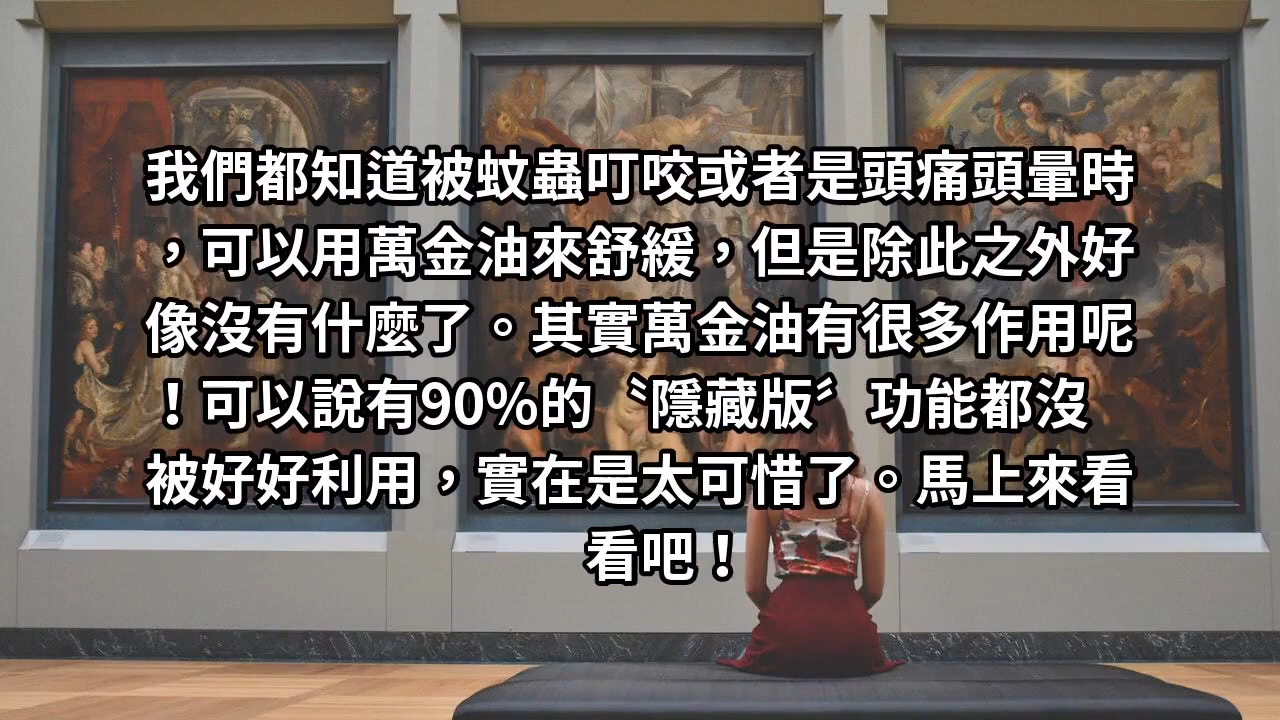 我們都知道被蚊蟲叮咬或者是頭痛頭暈時
，可以用萬金油來舒緩，但是除此之外好
像沒有什麼了。其實萬金油有很多作用呢
！可以說有90%的〝隱藏版〞功能都沒
被好好利用，實在是太可惜了。馬上來看
看吧！